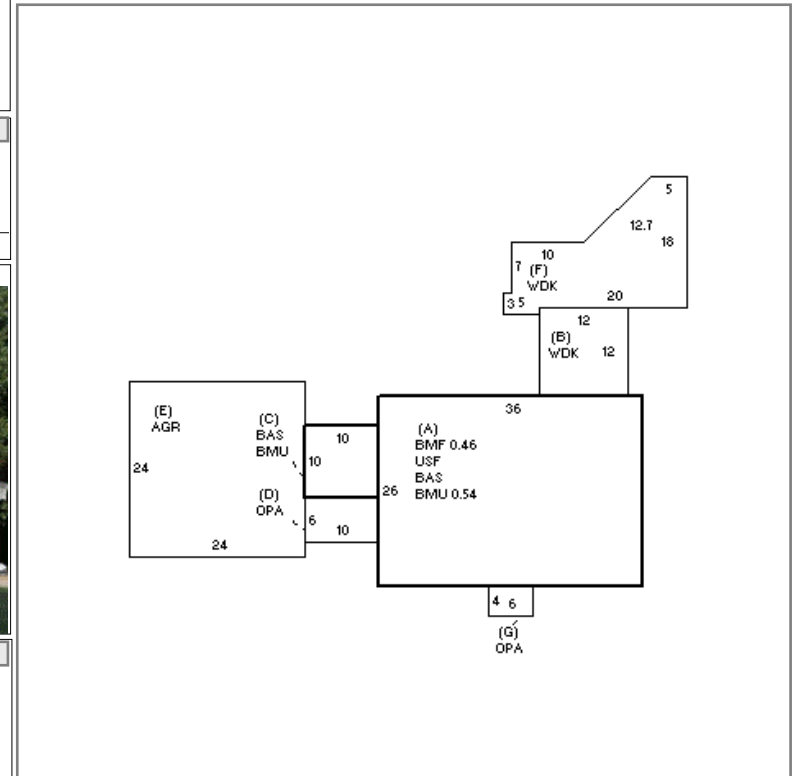 5
12.7
18
10
7
(F)
WDK
3 5
20
12
(B)
WDK
12
36
(E)
AGR
(C)
BAS
BMU
10
(A)
BMF 0.46
USF
BAS
BMU 0.54
24
10
26
(D)
OPA
6
10
24
4 6
(G)
OPA